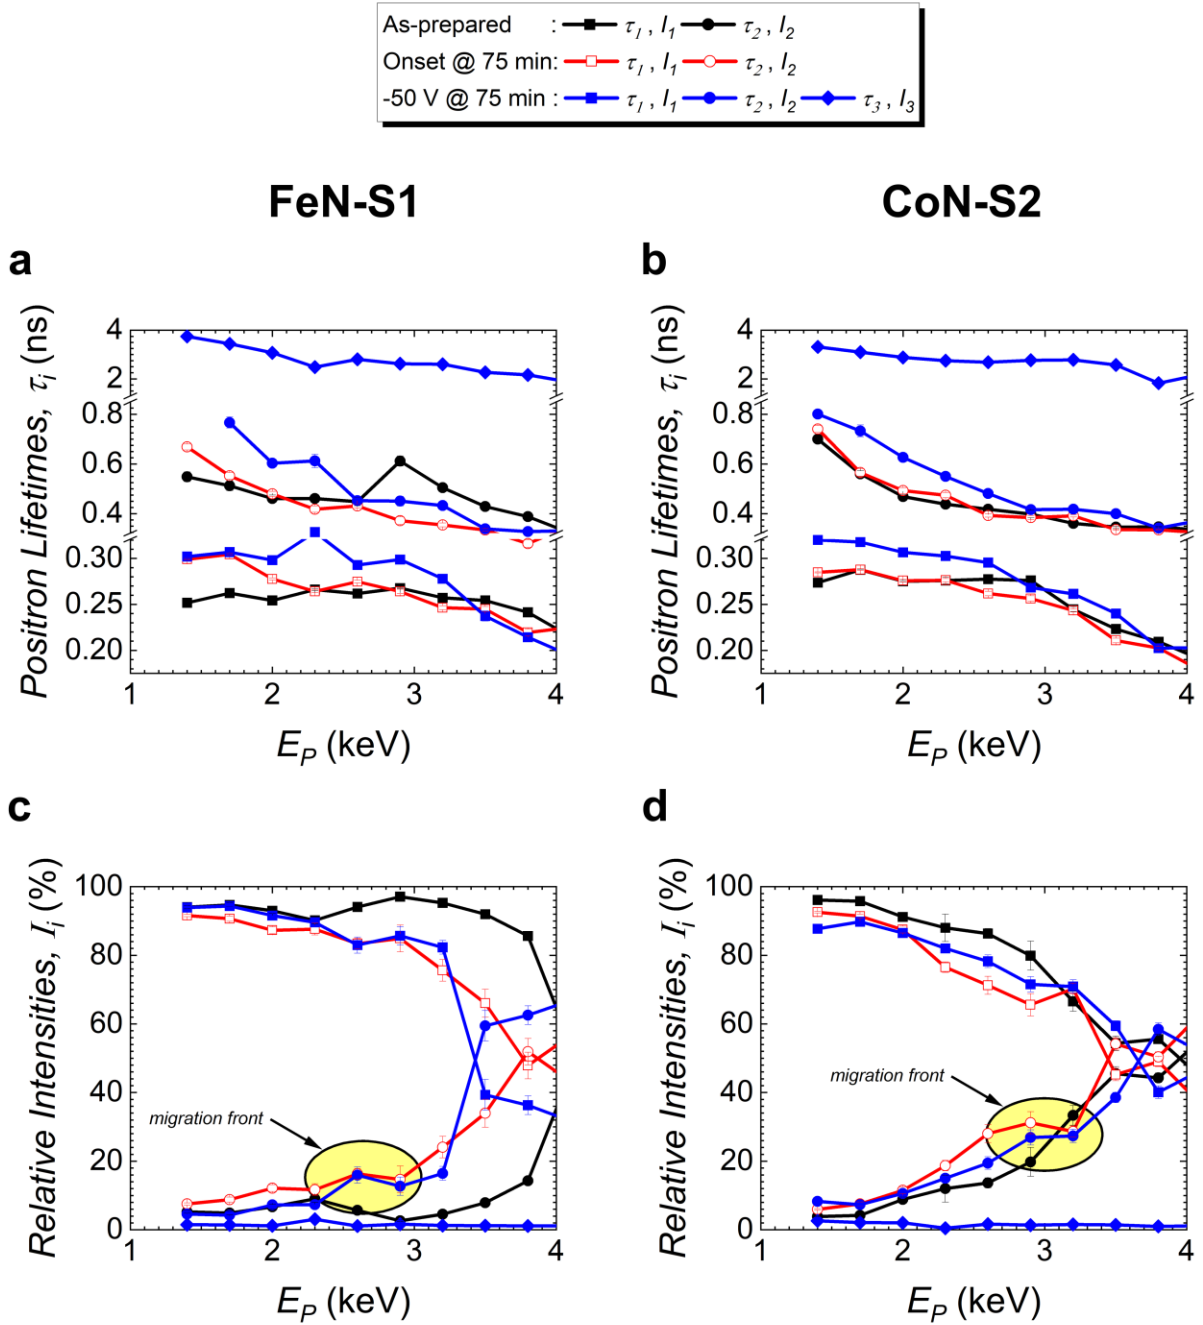 As-prepared : τ1 , I1 τ2 , I2
Onset @ 75 min: τ1 , I1 τ2 , I2
-50 V @ 75 min : τ1 , I1 τ2 , I2 τ3 , I3
FeN-S1
CoN-S2
a
Positron Lifetimes, τi (ns)
4
2
0.8
0.6
0.4
0.30
0.25
0.20
1 2 3 4
EP (keV)
b
Positron Lifetimes, τi (ns)
4
2
0.8
0.6
0.4
0.30
0.25
0.20
1 2 3 4
EP (keV)
c
Relative Intensities, Ii (%)
100
80
60
40
migration front
20
0
1 2 3 4
EP (keV)
d
Relative Intensities, Ii (%)
100
80
60
migration front
40
20
0
1 2 3 4
EP (keV)